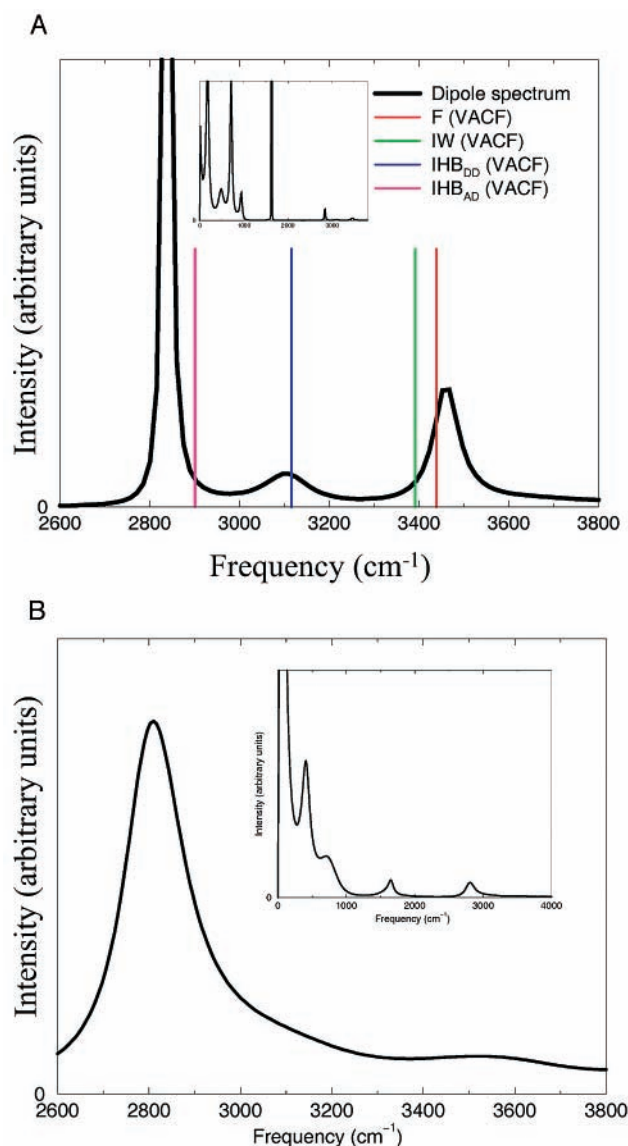 A
Intensity (arbitrary units)
Dipole spectrum
F (VACF)
IW (VACF)
IHB_DD (VACF)
IHB_AD (VACF)
0 1000 2000 3000
0
2600 2800 3000 3200 3400 3600 3800
Frequency (cm⁻¹)
B
Intensity (arbitrary units)
Intensity (arbitrary units)
0
0 1000 2000 3000 4000
Frequency (cm⁻¹)
0
2600 2800 3000 3200 3400 3600 3800
Frequency (cm⁻¹)